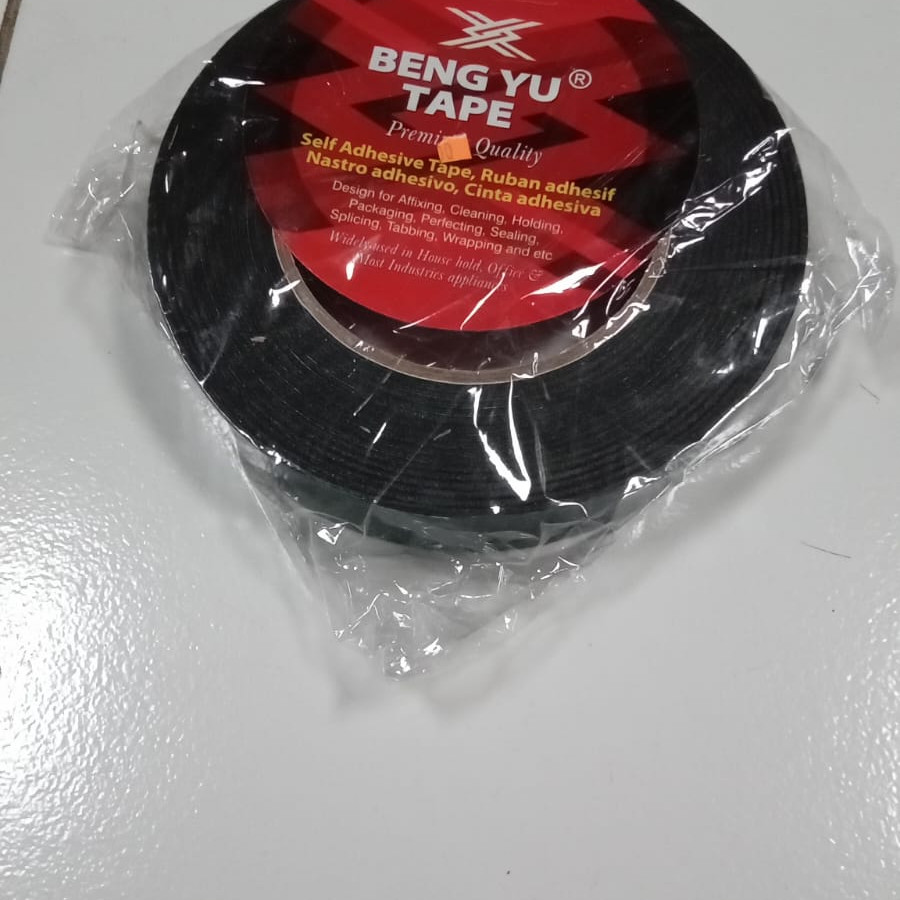 BENG YU ®
TAPE
Premium Quality
Self Adhesive Tape, Ruban adhesif
Nastro adhesivo, Cinta adhesiva
Design for Affixing, Cleaning, Holding,
Packaging, Perfecting, Sealing,
Splicing, Tabbing, Wrapping and etc
Widely used in House hold, Office &
Most Industries appliances